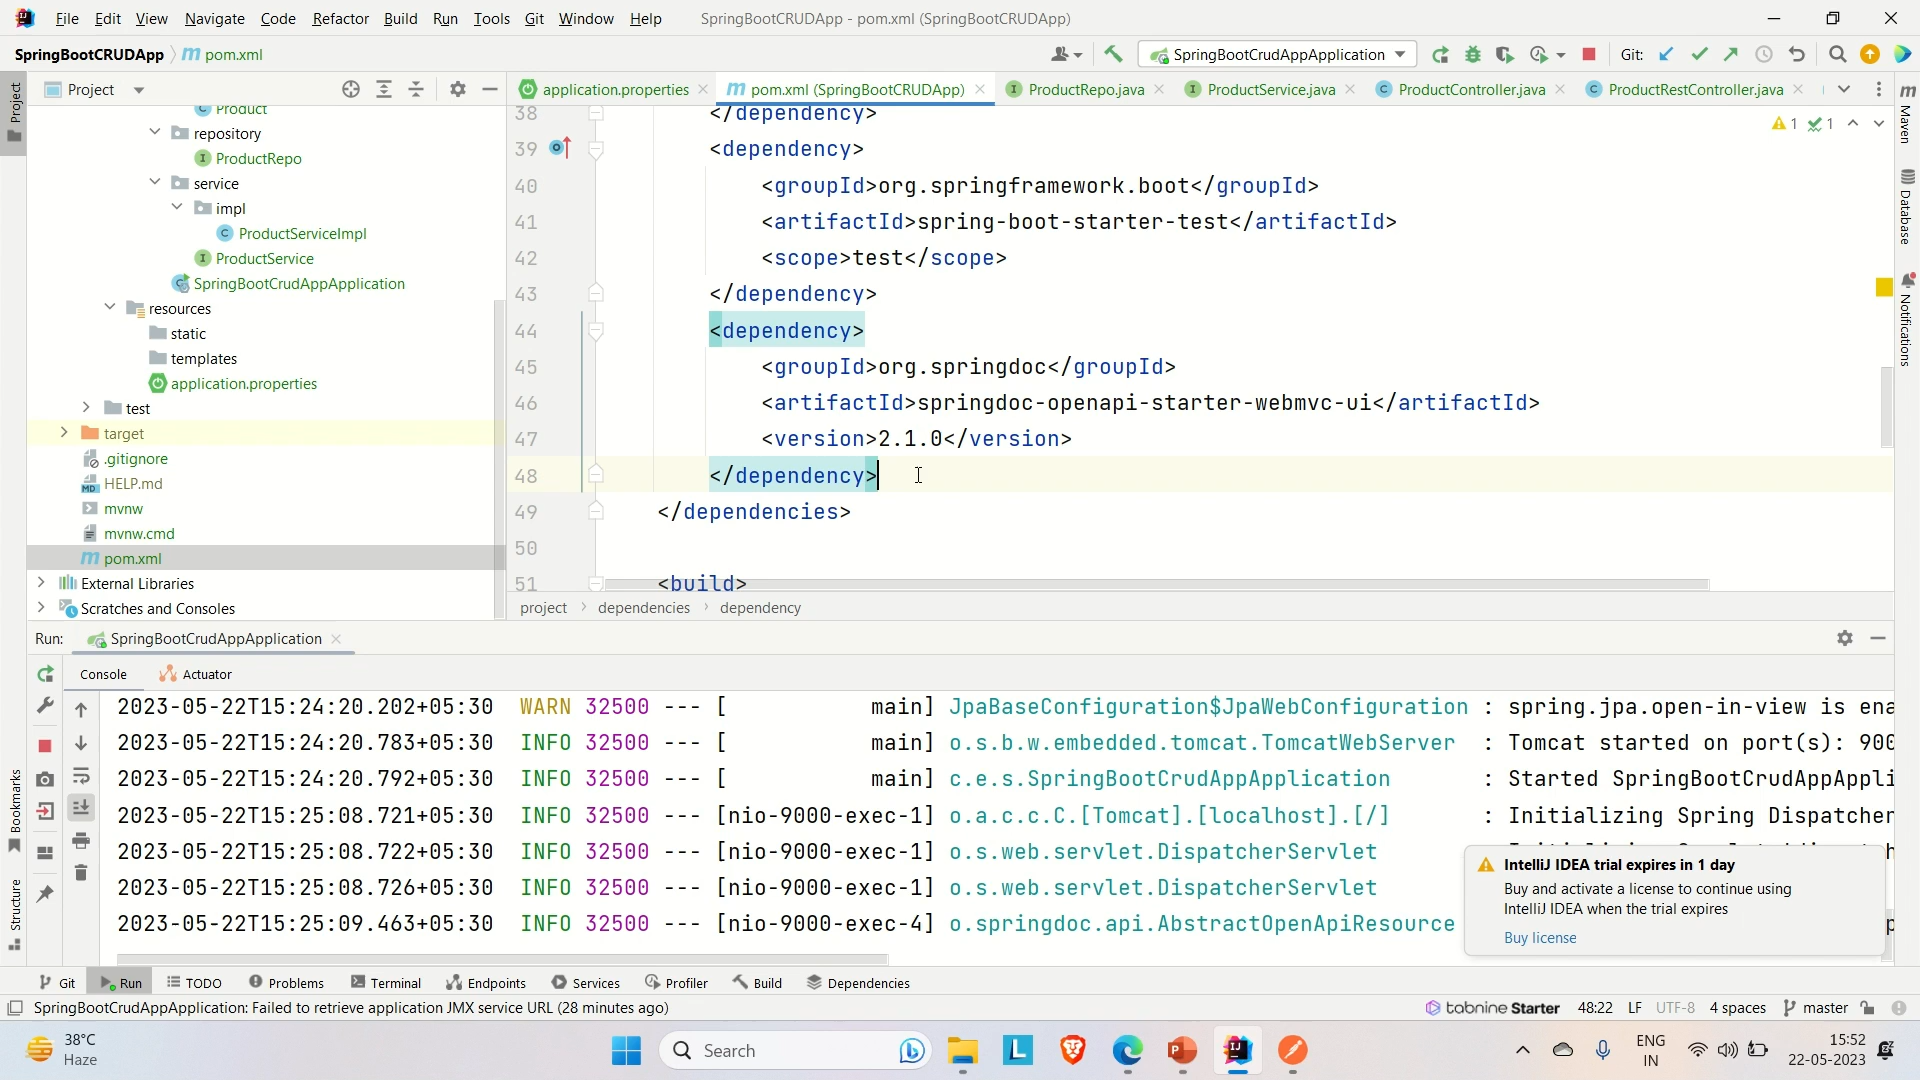 File Edit View Navigate Code Refactor Build Run Tools Git Window Help SpringBootCRUDApp - pom.xml (SpringBootCRUDApp)
SpringBootCRUDApp pom.xml SpringBootCrudAppApplication Git:
Project
Project
Product
repository
ProductRepo
service
impl
ProductServiceImpl
ProductService
SpringBootCrudAppApplication
resources
static
templates
application.properties
test
target
.gitignore
HELP.md
mvnw
mvnw.cmd
pom.xml
External Libraries
Scratches and Consoles
application.properties pom.xml (SpringBootCRUDApp) ProductRepo.java ProductService.java ProductController.java ProductRestController.java
1 1
38 </dependency>
39 <dependency>
40 <groupId>org.springframework.boot</groupId>
41 <artifactId>spring-boot-starter-test</artifactId>
42 <scope>test</scope>
43 </dependency>
44 <dependency>
45 <groupId>org.springdoc</groupId>
46 <artifactId>springdoc-openapi-starter-webmvc-ui</artifactId>
47 <version>2.1.0</version>
48 </dependency>
49 </dependencies>
50
51 <build>
project dependencies dependency
Maven
Database
Notifications
Run: SpringBootCrudAppApplication
Console Actuator
2023-05-22T15:24:20.202+05:30 WARN 32500 --- [ main] JpaBaseConfiguration$JpaWebConfiguration : spring.jpa.open-in-view is ena
2023-05-22T15:24:20.783+05:30 INFO 32500 --- [ main] o.s.b.w.embedded.tomcat.TomcatWebServer : Tomcat started on port(s): 900
2023-05-22T15:24:20.792+05:30 INFO 32500 --- [ main] c.e.s.SpringBootCrudAppApplication : Started SpringBootCrudAppAppli
2023-05-22T15:25:08.721+05:30 INFO 32500 --- [nio-9000-exec-1] o.a.c.c.C.[Tomcat].[localhost].[/] : Initializing Spring Dispatcher
2023-05-22T15:25:08.722+05:30 INFO 32500 --- [nio-9000-exec-1] o.s.web.servlet.DispatcherServlet
2023-05-22T15:25:08.726+05:30 INFO 32500 --- [nio-9000-exec-1] o.s.web.servlet.DispatcherServlet
2023-05-22T15:25:09.463+05:30 INFO 32500 --- [nio-9000-exec-4] o.springdoc.api.AbstractOpenApiResource
IntelliJ IDEA trial expires in 1 day
Buy and activate a license to continue using
IntelliJ IDEA when the trial expires
Buy license
Bookmarks
Structure
Git Run TODO Problems Terminal Endpoints Services Profiler Build Dependencies
SpringBootCrudAppApplication: Failed to retrieve application JMX service URL (28 minutes ago) tabnine Starter 48:22 LF UTF-8 4 spaces master
38°C
Haze
Search
ENG
IN
15:52
22-05-2023